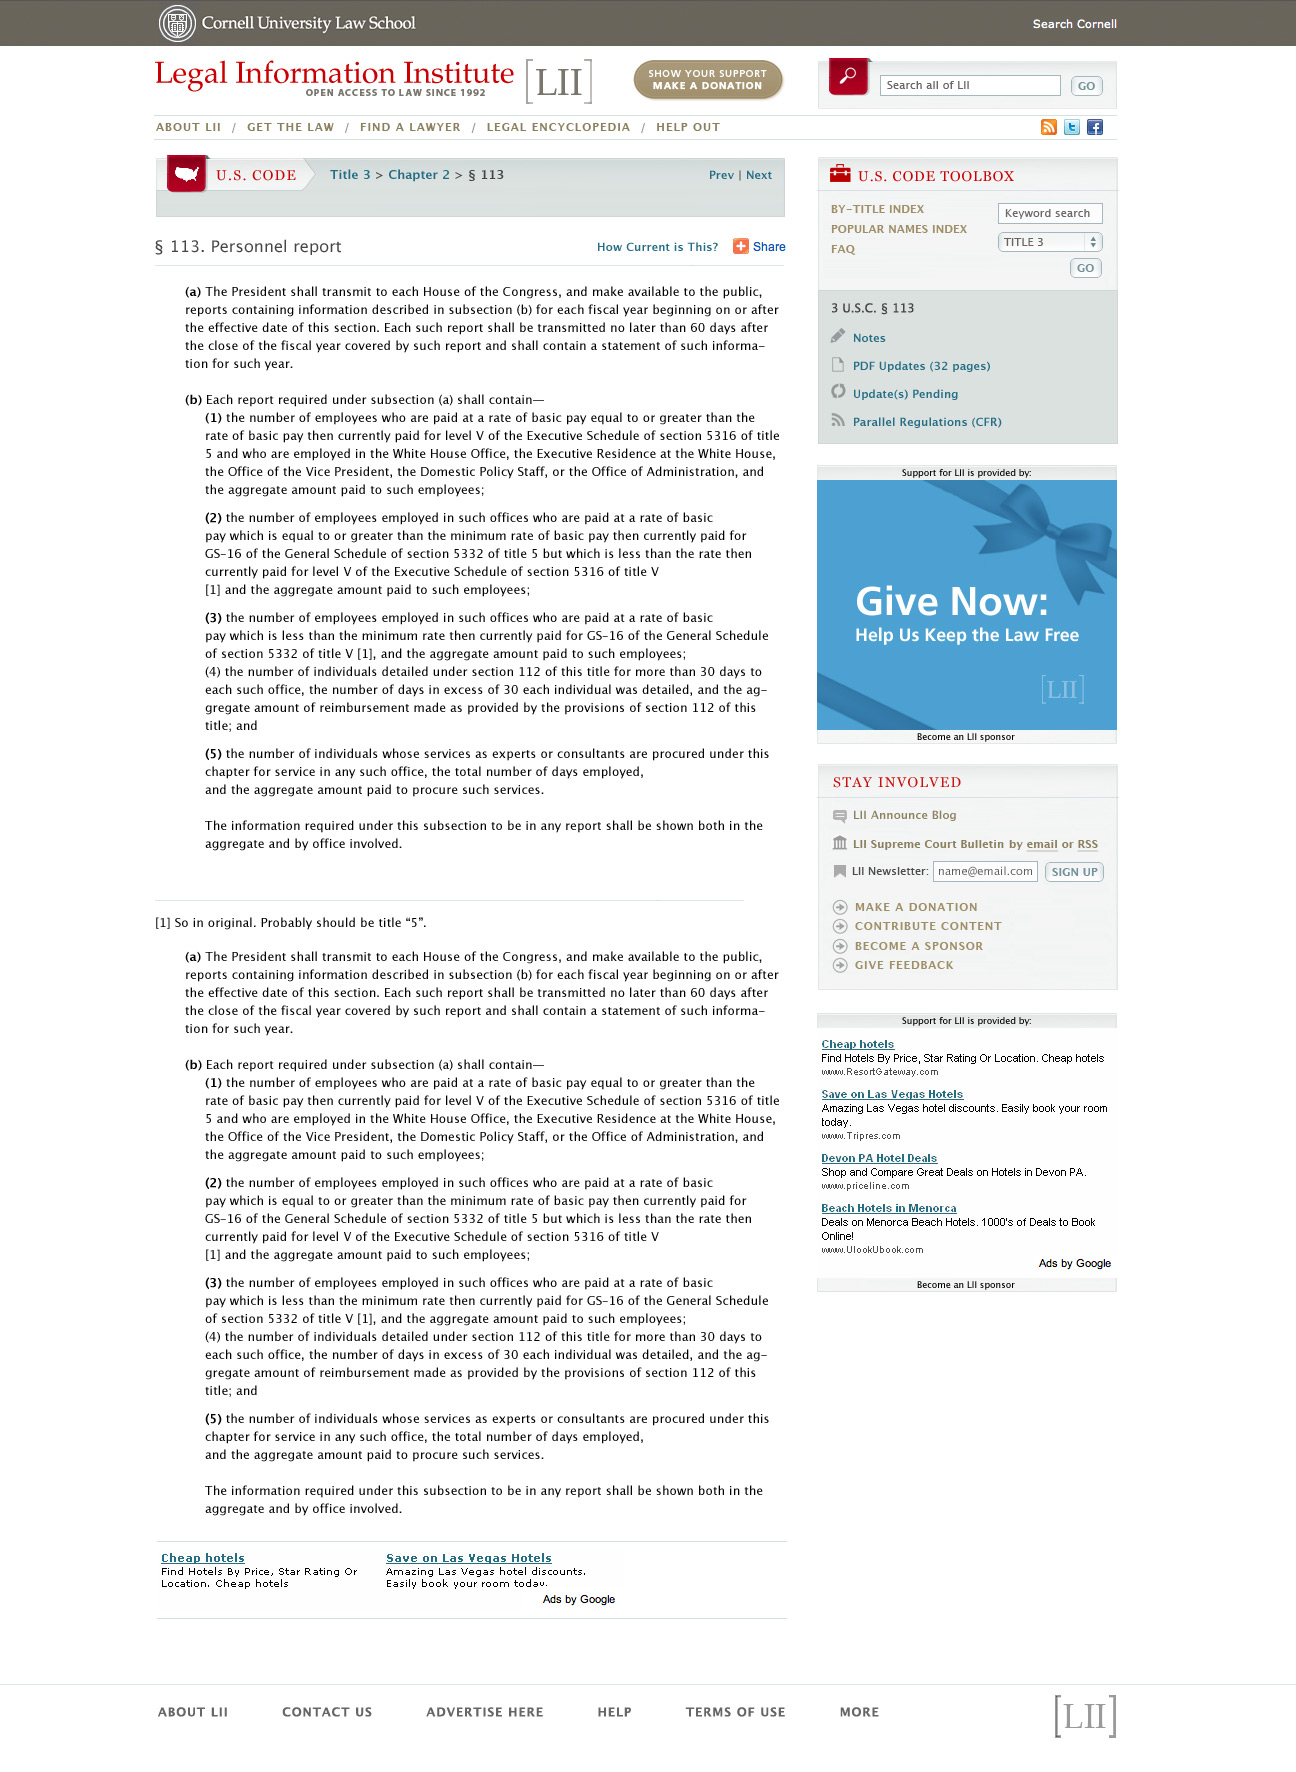 Cornell University Law School
Search Cornell
Legal Information Institute [LII]
OPEN ACCESS TO LAW SINCE 1992
SHOW YOUR SUPPORT
MAKE A DONATION
Search all of LII
GO
ABOUT LII / GET THE LAW / FIND A LAWYER / LEGAL ENCYCLOPEDIA / HELP OUT
U.S. CODE
Title 3 > Chapter 2 > § 113
Prev | Next
§ 113. Personnel report
How Current is This?
Share
(a) The President shall transmit to each House of the Congress, and make available to the public,
reports containing information described in subsection (b) for each fiscal year beginning on or after
the effective date of this section. Each such report shall be transmitted no later than 60 days after
the close of the fiscal year covered by such report and shall contain a statement of such informa-
tion for such year.
(b) Each report required under subsection (a) shall contain—
(1) the number of employees who are paid at a rate of basic pay equal to or greater than the
rate of basic pay then currently paid for level V of the Executive Schedule of section 5316 of title
5 and who are employed in the White House Office, the Executive Residence at the White House,
the Office of the Vice President, the Domestic Policy Staff, or the Office of Administration, and
the aggregate amount paid to such employees;
(2) the number of employees employed in such offices who are paid at a rate of basic
pay which is equal to or greater than the minimum rate of basic pay then currently paid for
GS-16 of the General Schedule of section 5332 of title 5 but which is less than the rate then
currently paid for level V of the Executive Schedule of section 5316 of title V
[1] and the aggregate amount paid to such employees;
(3) the number of employees employed in such offices who are paid at a rate of basic
pay which is less than the minimum rate then currently paid for GS-16 of the General Schedule
of section 5332 of title V [1], and the aggregate amount paid to such employees;
(4) the number of individuals detailed under section 112 of this title for more than 30 days to
each such office, the number of days in excess of 30 each individual was detailed, and the ag-
gregate amount of reimbursement made as provided by the provisions of section 112 of this
title; and
(5) the number of individuals whose services as experts or consultants are procured under this
chapter for service in any such office, the total number of days employed,
and the aggregate amount paid to procure such services.
The information required under this subsection to be in any report shall be shown both in the
aggregate and by office involved.
[1] So in original. Probably should be title “5”.
(a) The President shall transmit to each House of the Congress, and make available to the public,
reports containing information described in subsection (b) for each fiscal year beginning on or after
the effective date of this section. Each such report shall be transmitted no later than 60 days after
the close of the fiscal year covered by such report and shall contain a statement of such informa-
tion for such year.
(b) Each report required under subsection (a) shall contain—
(1) the number of employees who are paid at a rate of basic pay equal to or greater than the
rate of basic pay then currently paid for level V of the Executive Schedule of section 5316 of title
5 and who are employed in the White House Office, the Executive Residence at the White House,
the Office of the Vice President, the Domestic Policy Staff, or the Office of Administration, and
the aggregate amount paid to such employees;
(2) the number of employees employed in such offices who are paid at a rate of basic
pay which is equal to or greater than the minimum rate of basic pay then currently paid for
GS-16 of the General Schedule of section 5332 of title 5 but which is less than the rate then
currently paid for level V of the Executive Schedule of section 5316 of title V
[1] and the aggregate amount paid to such employees;
(3) the number of employees employed in such offices who are paid at a rate of basic
pay which is less than the minimum rate then currently paid for GS-16 of the General Schedule
of section 5332 of title V [1], and the aggregate amount paid to such employees;
(4) the number of individuals detailed under section 112 of this title for more than 30 days to
each such office, the number of days in excess of 30 each individual was detailed, and the ag-
gregate amount of reimbursement made as provided by the provisions of section 112 of this
title; and
(5) the number of individuals whose services as experts or consultants are procured under this
chapter for service in any such office, the total number of days employed,
and the aggregate amount paid to procure such services.
The information required under this subsection to be in any report shall be shown both in the
aggregate and by office involved.
Cheap hotels
Find Hotels By Price, Star Rating Or
Location. Cheap hotels
Save on Las Vegas Hotels
Amazing Las Vegas hotel discounts.
Easily book your room today.
Ads by Google
U.S. CODE TOOLBOX
BY-TITLE INDEX
POPULAR NAMES INDEX
FAQ
Keyword search
TITLE 3
GO
3 U.S.C. § 113
Notes
PDF Updates (32 pages)
Update(s) Pending
Parallel Regulations (CFR)
Support for LII is provided by:
Give Now:
Help Us Keep the Law Free
[LII]
Become an LII sponsor
STAY INVOLVED
LII Announce Blog
LII Supreme Court Bulletin by email or RSS
LII Newsletter: name@email.com SIGN UP
MAKE A DONATION
CONTRIBUTE CONTENT
BECOME A SPONSOR
GIVE FEEDBACK
Support for LII is provided by:
Cheap hotels
Find Hotels By Price, Star Rating Or Location. Cheap hotels
www.ResortGateway.com
Save on Las Vegas Hotels
Amazing Las Vegas hotel discounts. Easily book your room
today.
www.Tripres.com
Devon PA Hotel Deals
Shop and Compare Great Deals on Hotels in Devon PA.
www.priceline.com
Beach Hotels in Menorca
Deals on Menorca Beach Hotels. 1000's of Deals to Book
Online!
www.UlookUbook.com
Ads by Google
Become an LII sponsor
ABOUT LII CONTACT US ADVERTISE HERE HELP TERMS OF USE MORE
[LII]